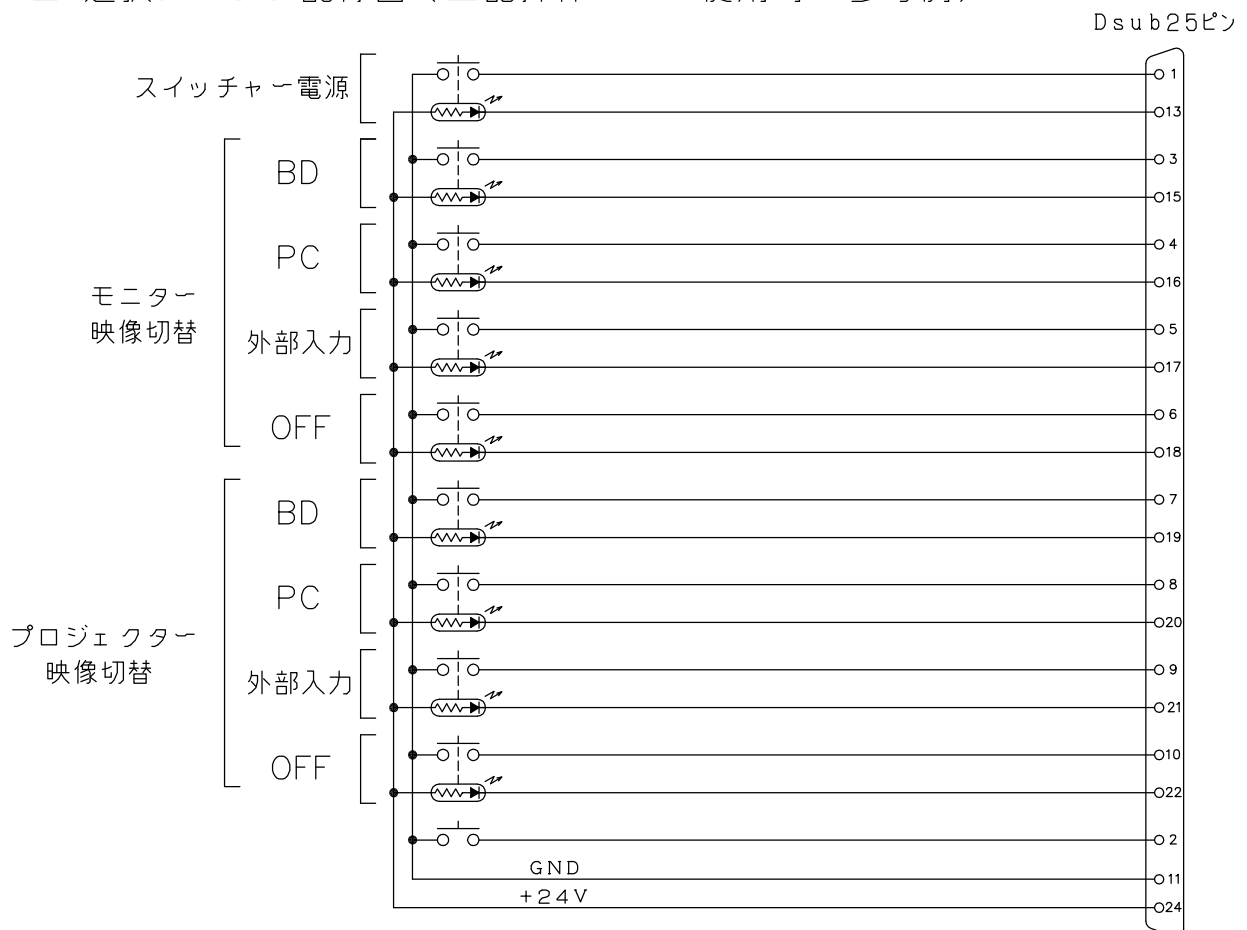 Dsub25ピン
スイッチャー電源
1
13
モニター
映像切替
BD
3
15
PC
4
16
外部入力
5
17
OFF
6
18
プロジェクター
映像切替
BD
7
19
PC
8
20
外部入力
9
21
OFF
10
22
2
GND
11
+24V
24